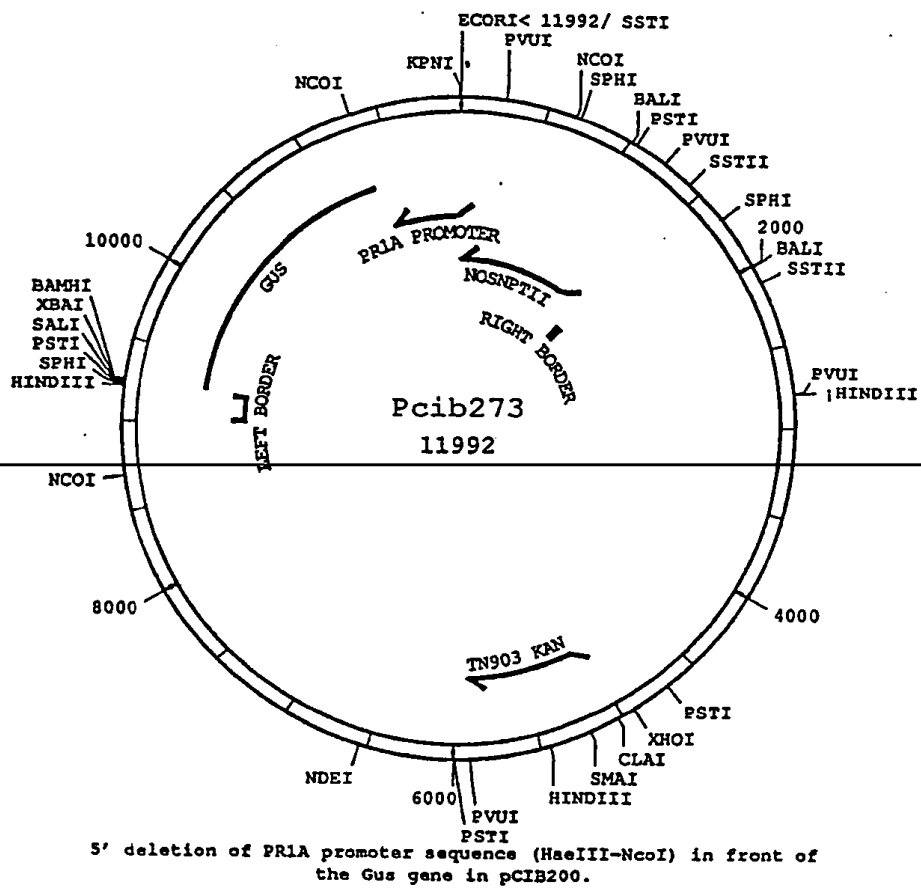 ECORI< 11992/ SSTI
PVUI
KPNI
NCOI
NCOI
SPHI
BALI
PSTI
PVUI
SSTII
SPHI
2000
BALI
SSTII
10000
PR1A PROMOTER
GUS
NOSNPTII
RIGHT BORDER
BAMHI
XBAI
SALI
PSTI
SPHI
HINDIII
LEFT BORDER
PVUI
¡HINDIII
Pcib273
11992
NCOI
8000
4000
TN903 KAN
PSTI
XHOI
CLAI
SMAI
HINDIII
NDEI
6000
PVUI
PSTI
5' deletion of PR1A promoter sequence (HaeIII-NcoI) in front of
the Gus gene in pCIB200.